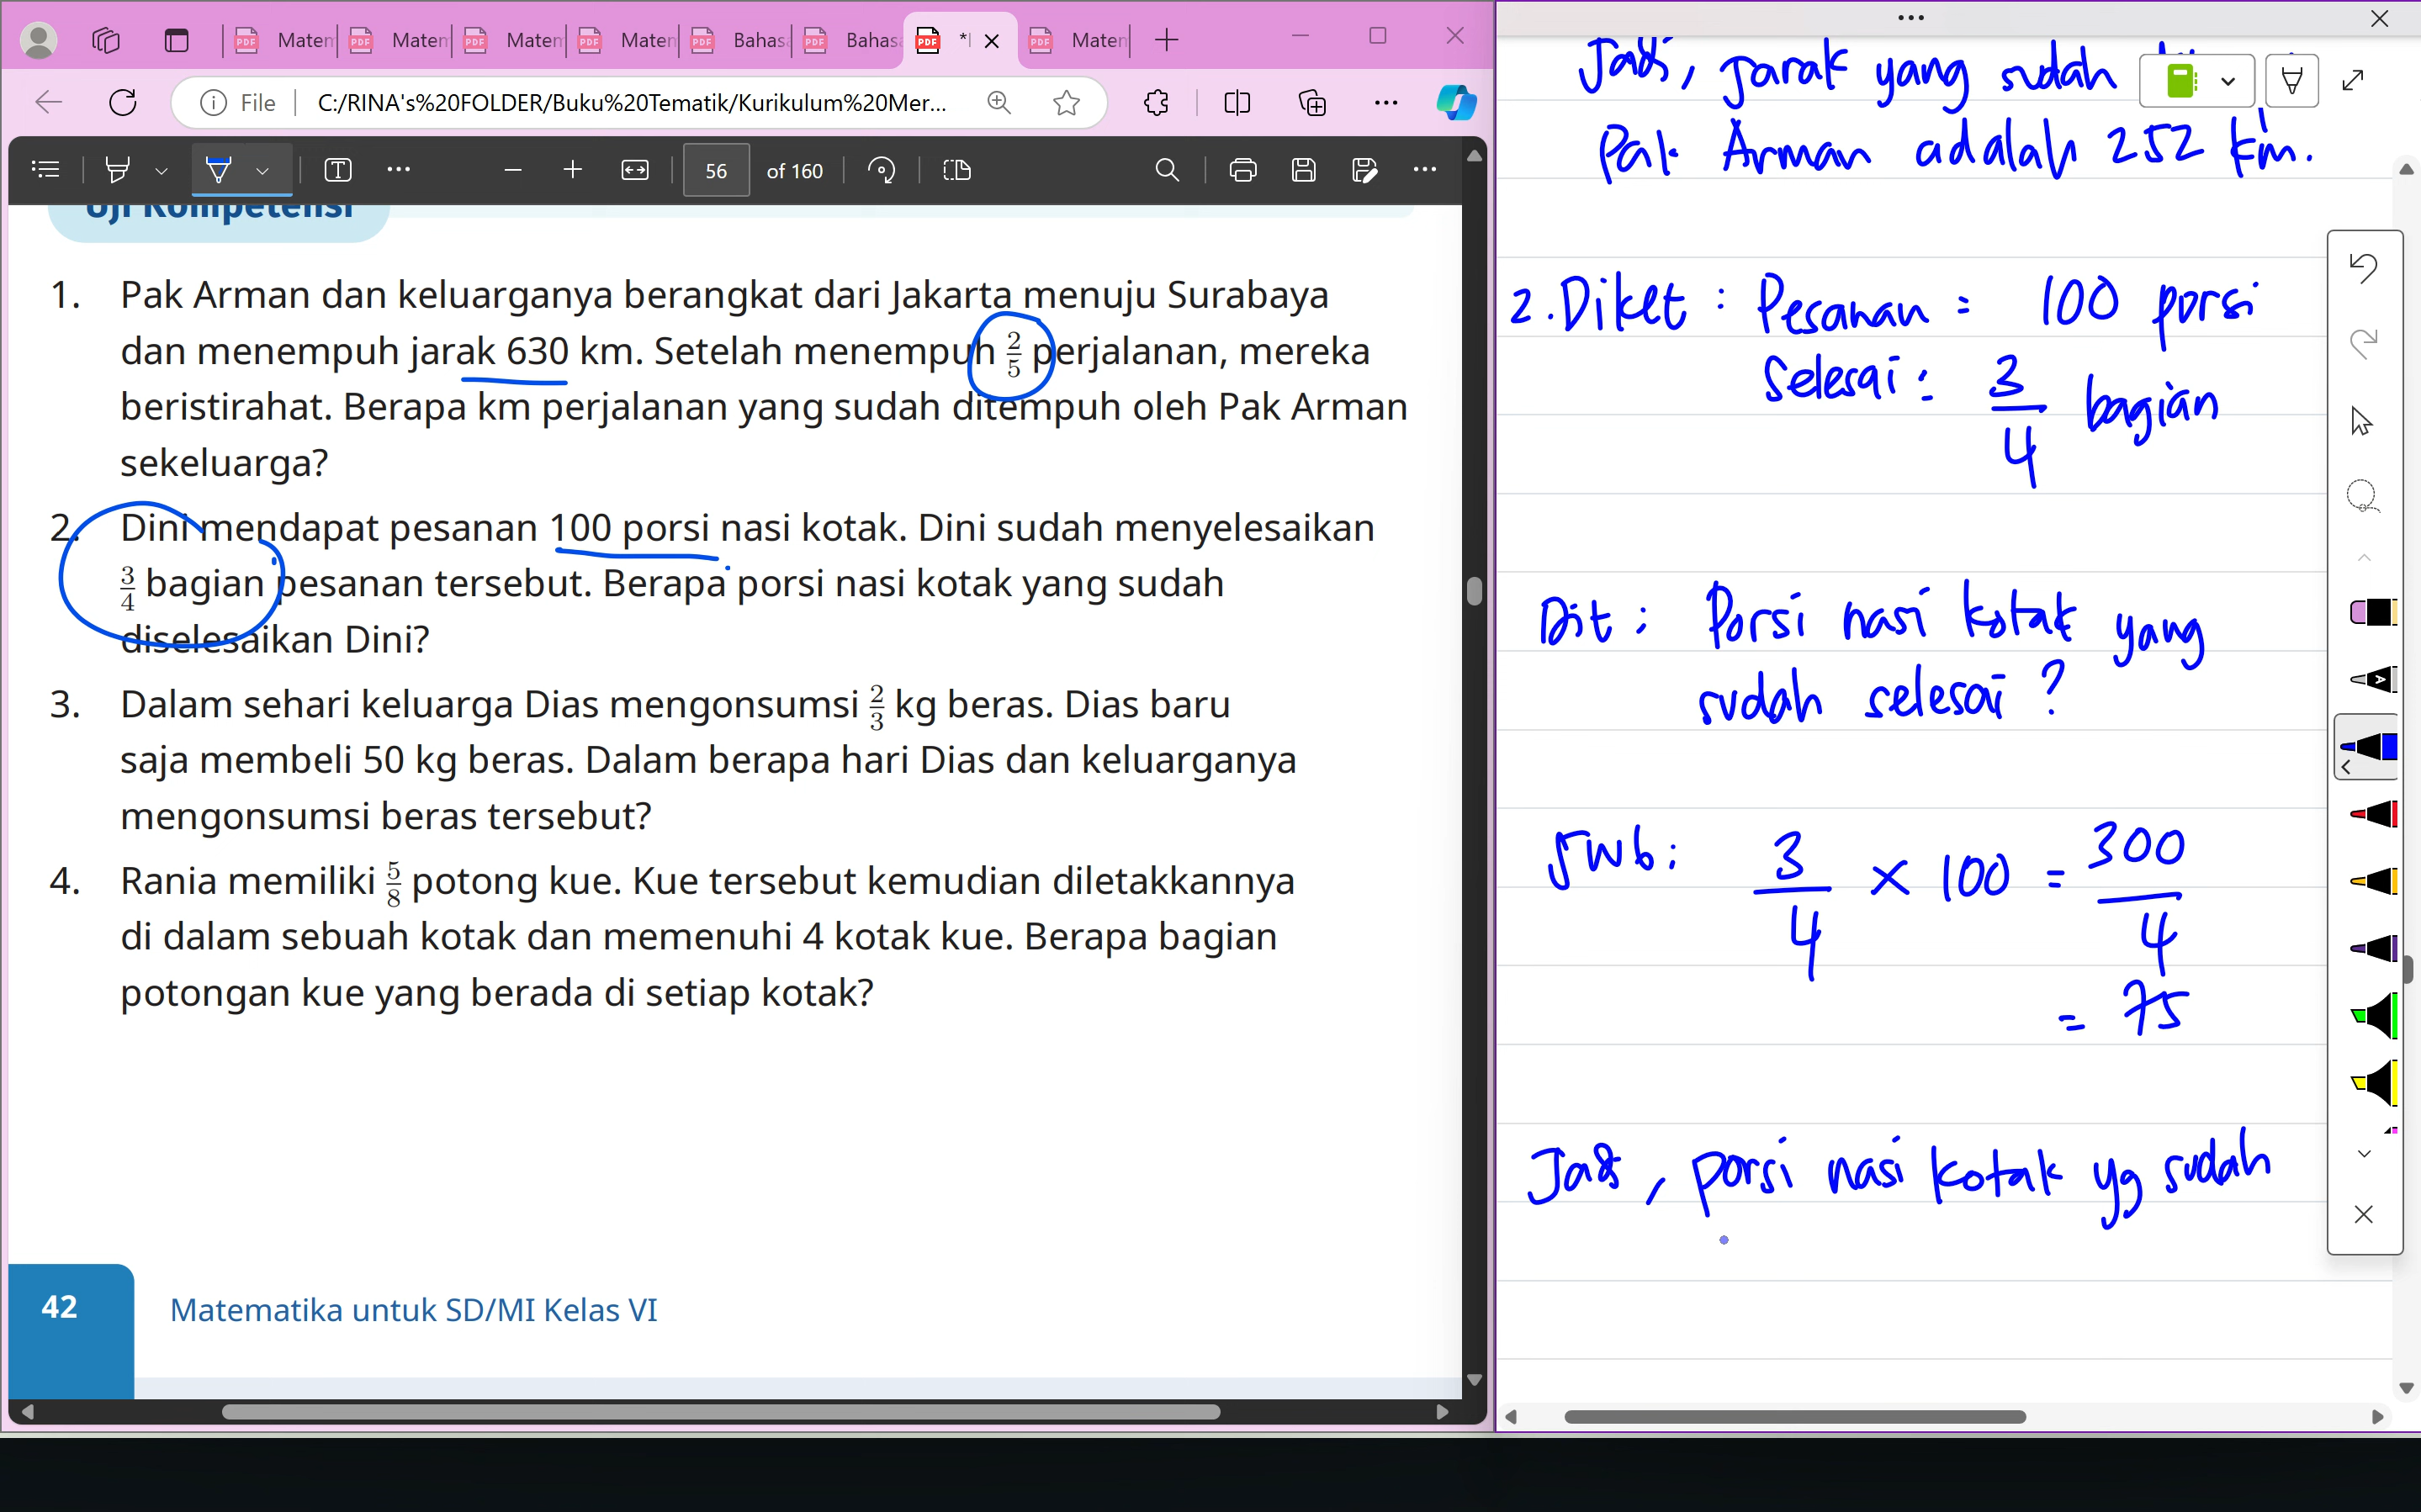 Matem
Matem
Matem
Matem
Bahas
Bahas
Matem
File
C:/RINA's%20FOLDER/Buku%20Tematik/Kurikulum%20Mer...
56 of 160
Uji Kompetensi
1. Pak Arman dan keluarganya berangkat dari Jakarta menuju Surabaya
dan menempuh jarak 630 km. Setelah menempuh 2/5 perjalanan, mereka
beristirahat. Berapa km perjalanan yang sudah ditempuh oleh Pak Arman
sekeluarga?
2. Dini mendapat pesanan 100 porsi nasi kotak. Dini sudah menyelesaikan
3/4 bagian pesanan tersebut. Berapa porsi nasi kotak yang sudah
diselesaikan Dini?
3. Dalam sehari keluarga Dias mengonsumsi 2/3 kg beras. Dias baru
saja membeli 50 kg beras. Dalam berapa hari Dias dan keluarganya
mengonsumsi beras tersebut?
4. Rania memiliki 5/8 potong kue. Kue tersebut kemudian diletakkannya
di dalam sebuah kotak dan memenuhi 4 kotak kue. Berapa bagian
potongan kue yang berada di setiap kotak?
42
Matematika untuk SD/MI Kelas VI
Jadi, jarak yang sudah
Pak Arman adalah 252 km.
2. Diket : Pesanan = 100 porsi
Selesai : 3/4 bagian
Dit : Porsi nasi kotak yang
sudah selesai ?
Jwb : 3/4 × 100 = 300/4
= 75
Jadi, porsi nasi kotak yg sudah